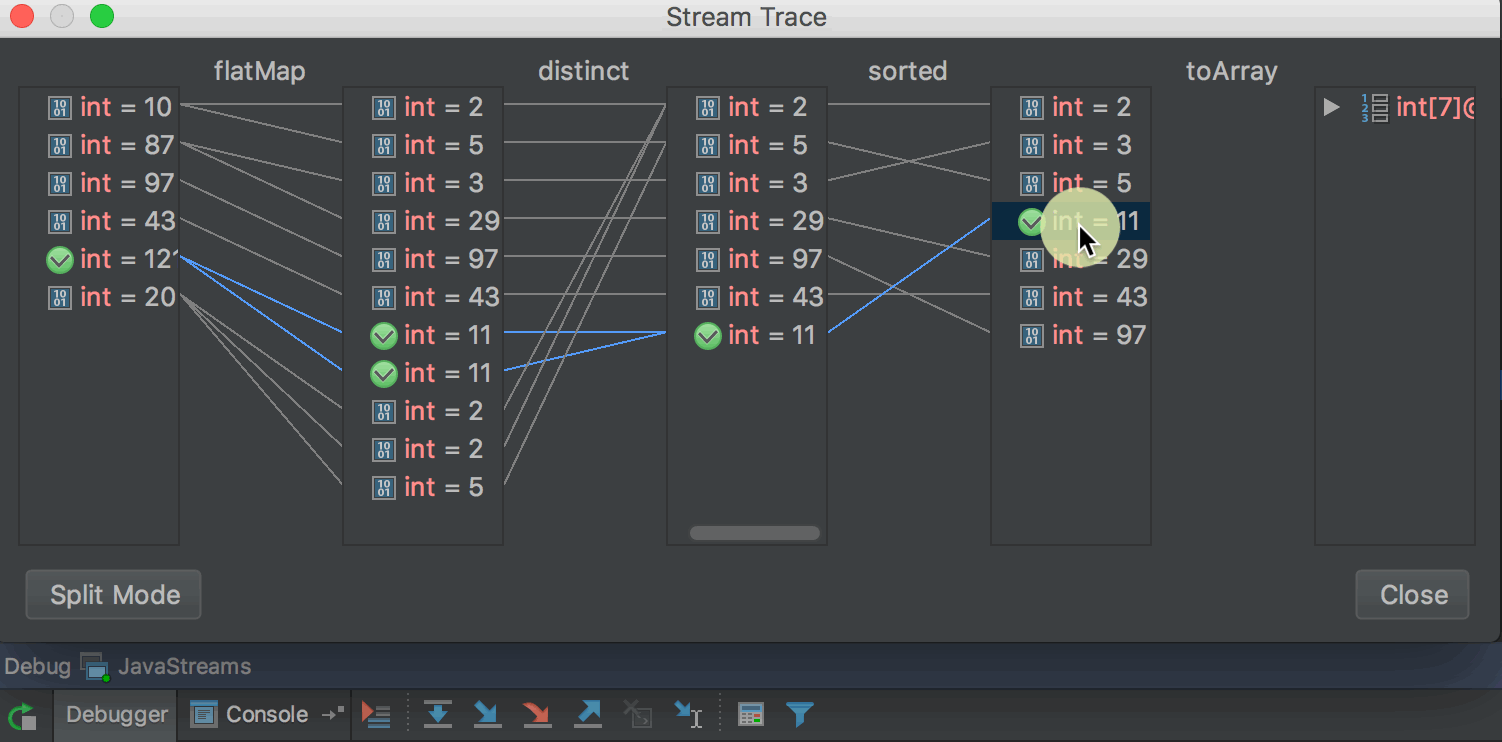 Stream Trace
flatMap distinct sorted toArray
int = 10 int = 2 int = 2 int = 2 int[7]@
int = 87 int = 5 int = 5 int = 3
int = 97 int = 3 int = 3 int = 5
int = 43 int = 29 int = 29 int = 11
int = 121 int = 97 int = 97 int = 29
int = 20 int = 43 int = 43 int = 43
int = 11 int = 11 int = 97
int = 11
int = 2
int = 2
int = 5
Split Mode Close
Debug JavaStreams
Debugger Console